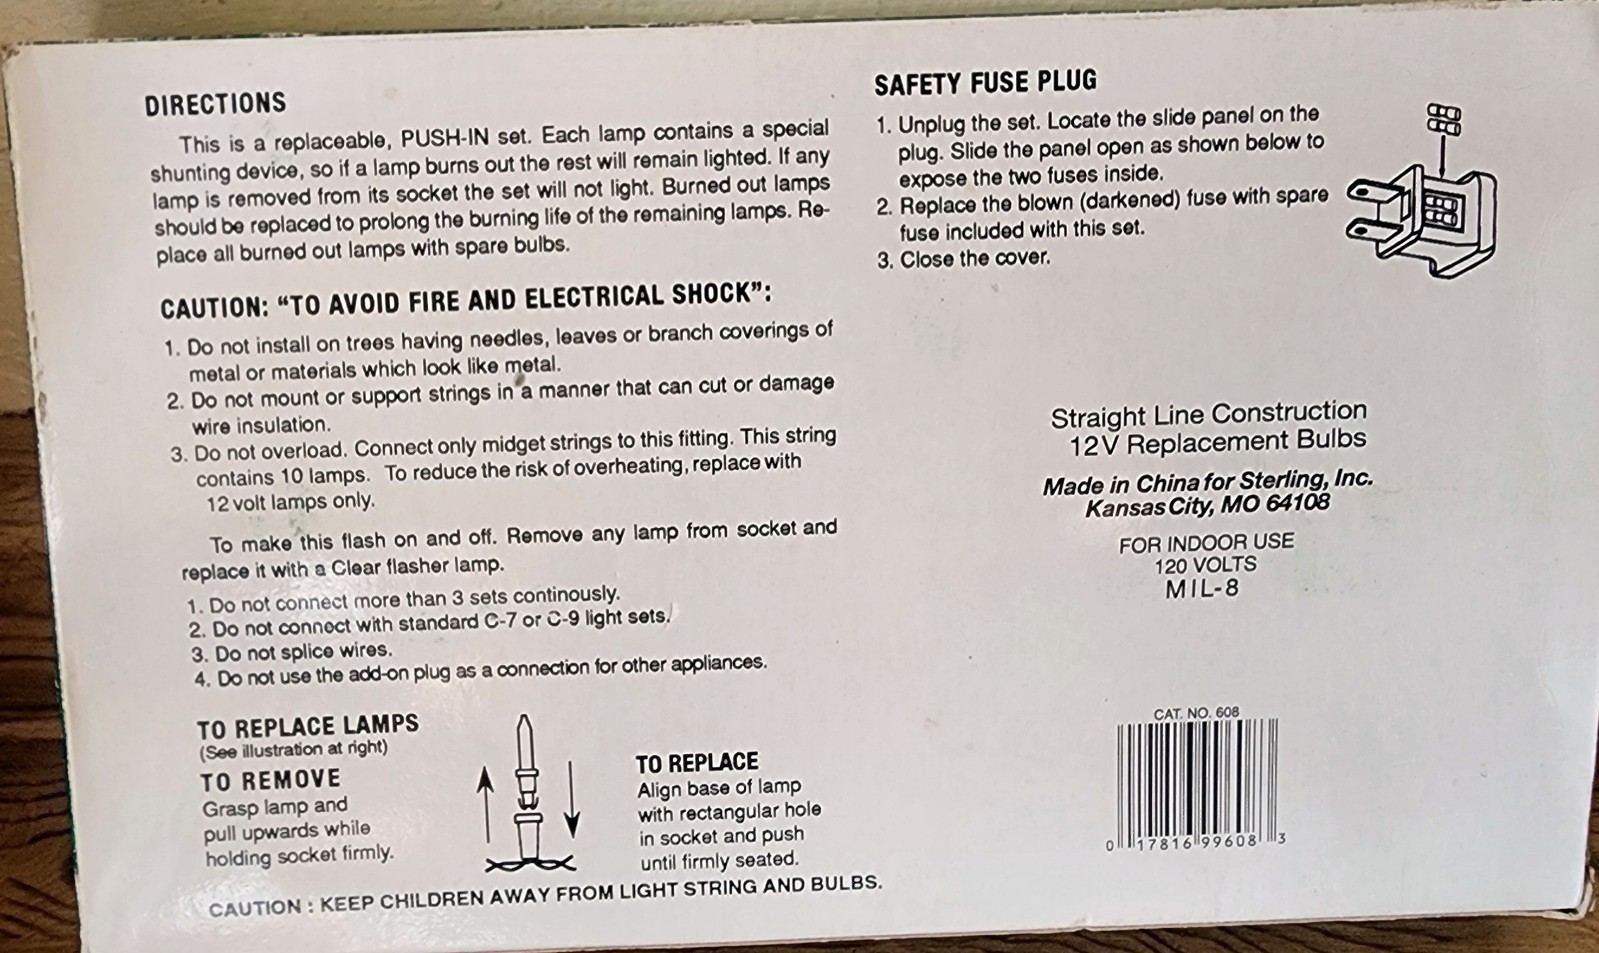 DIRECTIONS
This is a replaceable, PUSH-IN set. Each lamp contains a special
shunting device, so if a lamp burns out the rest will remain lighted. If any
lamp is removed from its socket the set will not light. Burned out lamps
should be replaced to prolong the burning life of the remaining lamps. Re-
place all burned out lamps with spare bulbs.
CAUTION: “TO AVOID FIRE AND ELECTRICAL SHOCK”:
1. Do not install on trees having needles, leaves or branch coverings of
metal or materials which look like metal.
2. Do not mount or support strings in a manner that can cut or damage
wire insulation.
3. Do not overload. Connect only midget strings to this fitting. This string
contains 10 lamps. To reduce the risk of overheating, replace with
12 volt lamps only.
To make this flash on and off. Remove any lamp from socket and
replace it with a Clear flasher lamp.
1. Do not connect more than 3 sets continously.
2. Do not connect with standard C-7 or C-9 light sets.
3. Do not splice wires.
4. Do not use the add-on plug as a connection for other appliances.
TO REPLACE LAMPS
(See illustration at right)
TO REMOVE
Grasp lamp and
pull upwards while
holding socket firmly.
TO REPLACE
Align base of lamp
with rectangular hole
in socket and push
until firmly seated.
CAUTION : KEEP CHILDREN AWAY FROM LIGHT STRING AND BULBS.
SAFETY FUSE PLUG
1. Unplug the set. Locate the slide panel on the
plug. Slide the panel open as shown below to
expose the two fuses inside.
2. Replace the blown (darkened) fuse with spare
fuse included with this set.
3. Close the cover.
Straight Line Construction
12V Replacement Bulbs
Made in China for Sterling, Inc.
Kansas City, MO 64108
FOR INDOOR USE
120 VOLTS
MIL-8
CAT. NO. 608
0 17816 99608 3